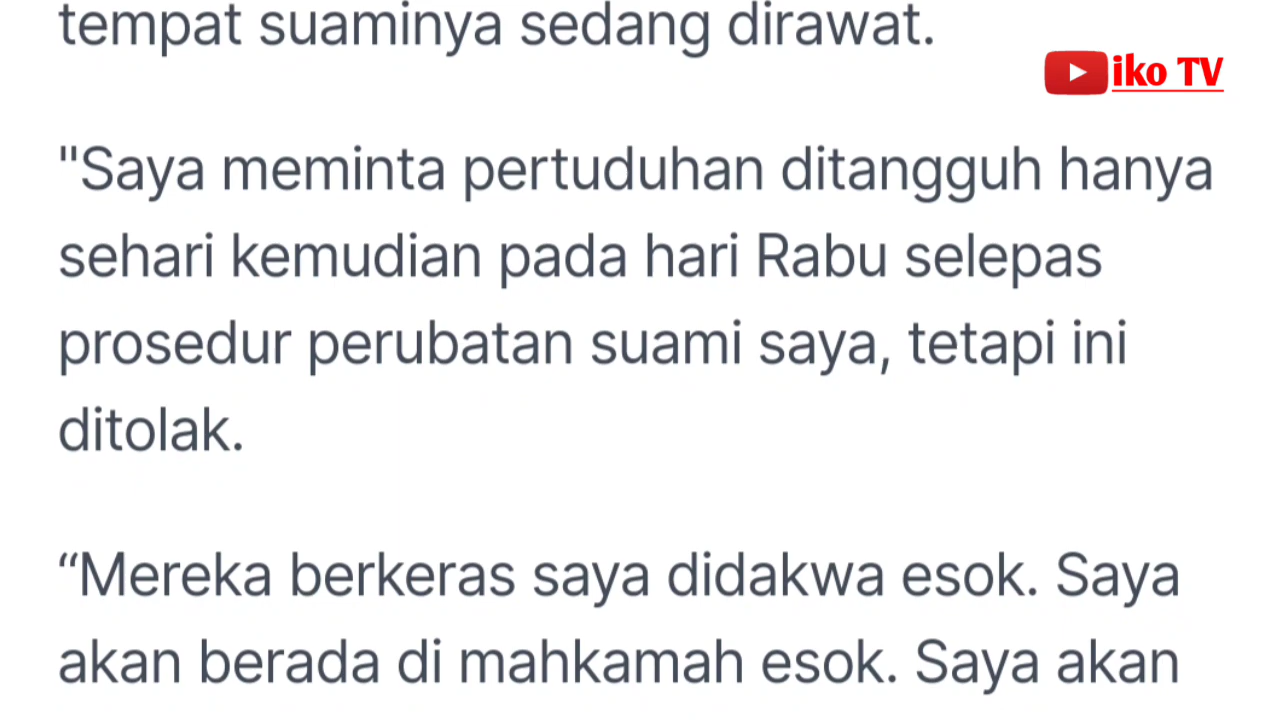 tempat suaminya sedang dirawat.
iko TV
"Saya meminta pertuduhan ditangguh hanya
sehari kemudian pada hari Rabu selepas
prosedur perubatan suami saya, tetapi ini
ditolak.
“Mereka berkeras saya didakwa esok. Saya
akan berada di mahkamah esok. Saya akan